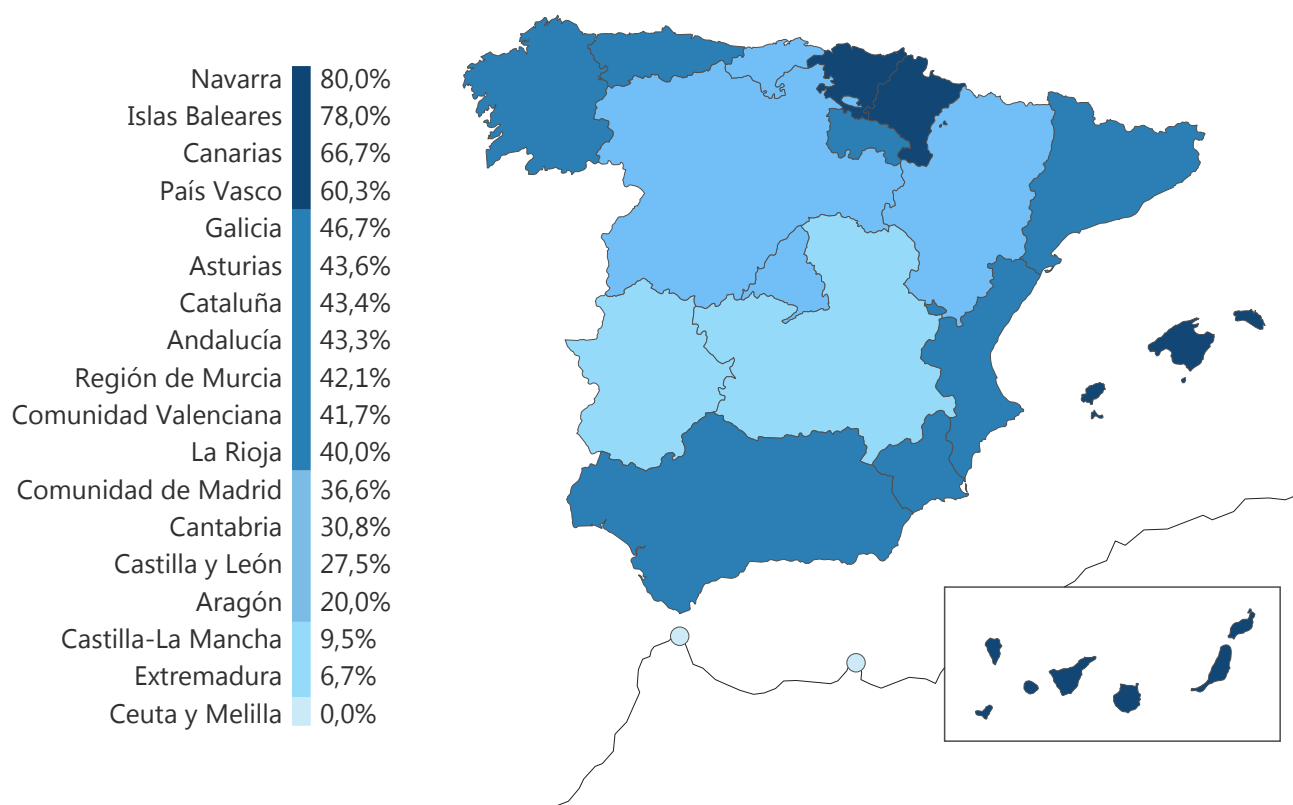 Navarra 80,0%
Islas Baleares 78,0%
Canarias 66,7%
País Vasco 60,3%
Galicia 46,7%
Asturias 43,6%
Cataluña 43,4%
Andalucía 43,3%
Región de Murcia 42,1%
Comunidad Valenciana 41,7%
La Rioja 40,0%
Comunidad de Madrid 36,6%
Cantabria 30,8%
Castilla y León 27,5%
Aragón 20,0%
Castilla-La Mancha 9,5%
Extremadura 6,7%
Ceuta y Melilla 0,0%